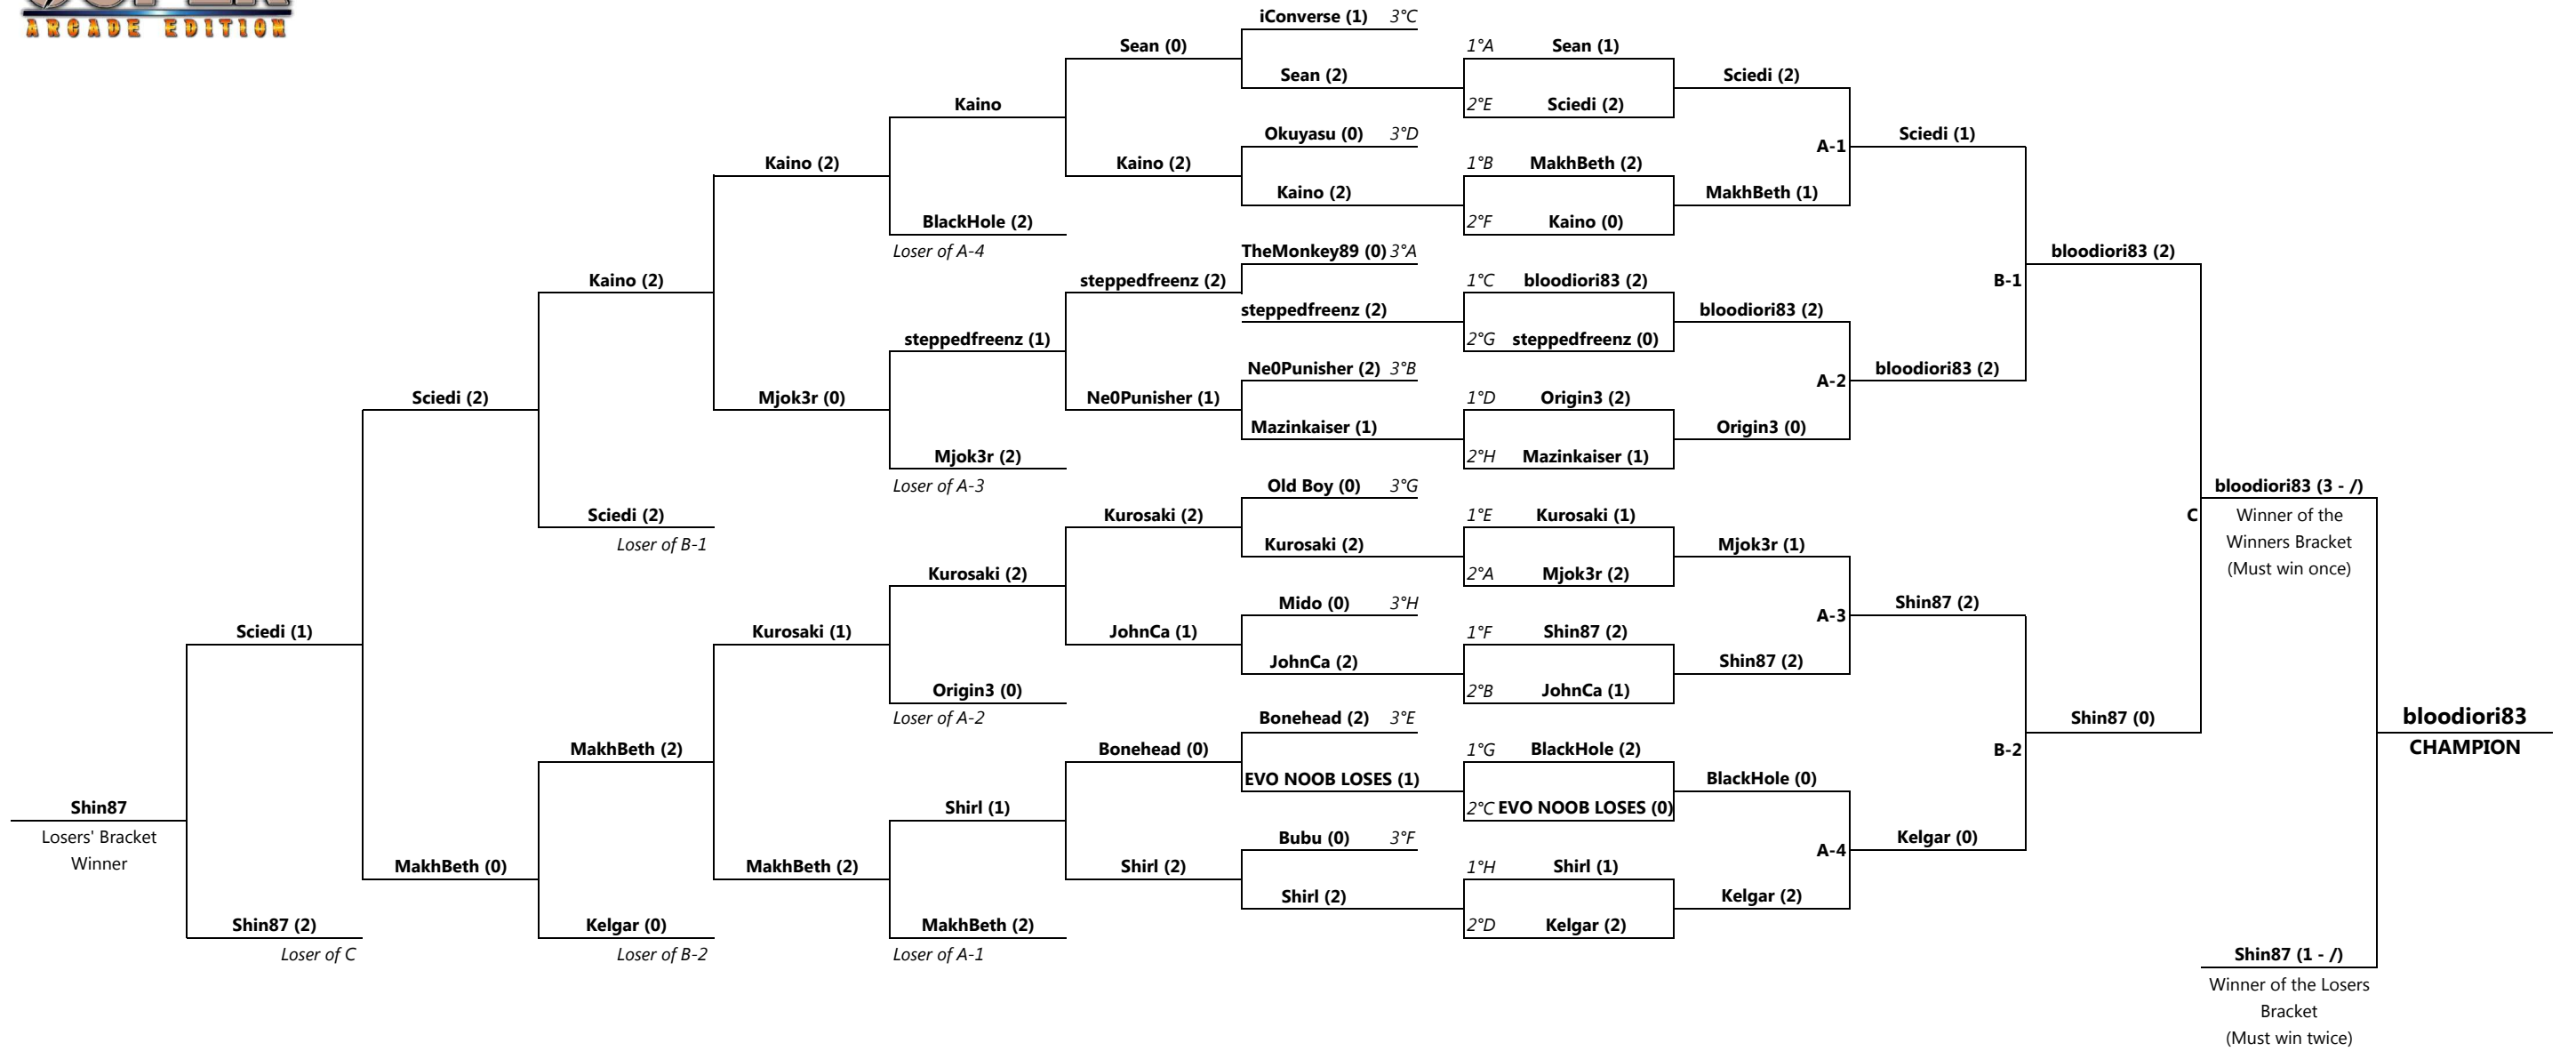 ARCADE EDITION
iConverse (1) 3°C
Sean (0)
1°A Sean (1)
Sean (2)
Sciedi (2)
Kaino
2°E Sciedi (2)
Okuyasu (0) 3°D
Sciedi (1)
A-1
Kaino (2)
Kaino (2)
1°B MakhBeth (2)
Kaino (2)
MakhBeth (1)
BlackHole (2)
2°F Kaino (0)
Loser of A-4
TheMonkey89 (0) 3°A
bloodiori83 (2)
Kaino (2)
steppedfreenz (2)
1°C bloodiori83 (2)
B-1
steppedfreenz (2)
bloodiori83 (2)
steppedfreenz (1)
2°G steppedfreenz (0)
Ne0Punisher (2) 3°B
bloodiori83 (2)
A-2
Sciedi (2)
Mjok3r (0)
Ne0Punisher (1)
1°D Origin3 (2)
Mazinkaiser (1)
Origin3 (0)
Mjok3r (2)
2°H Mazinkaiser (1)
Loser of A-3
Old Boy (0) 3°G
bloodiori83 (3 - /)
Sciedi (2)
Kurosaki (2)
1°E Kurosaki (1)
C
Winner of the
Winners Bracket
(Must win once)
Loser of B-1
Kurosaki (2)
Mjok3r (1)
Kurosaki (2)
2°A Mjok3r (2)
Mido (0) 3°H
Shin87 (2)
A-3
Sciedi (1)
Kurosaki (1)
JohnCa (1)
1°F Shin87 (2)
JohnCa (2)
Shin87 (2)
Origin3 (0)
2°B JohnCa (1)
Loser of A-2
Bonehead (2) 3°E
Shin87 (0)
bloodiori83
CHAMPION
MakhBeth (2)
Bonehead (0)
1°G BlackHole (2)
B-2
EVO NOOB LOSES (1)
BlackHole (0)
Shin87
Losers' Bracket
Winner
Shirl (1)
2°C EVO NOOB LOSES (0)
Bubu (0) 3°F
Kelgar (0)
A-4
MakhBeth (0)
MakhBeth (2)
Shirl (2)
1°H Shirl (1)
Shirl (2)
Kelgar (2)
Shin87 (2)
Kelgar (0)
MakhBeth (2)
2°D Kelgar (2)
Loser of C
Loser of B-2
Loser of A-1
Shin87 (1 - /)
Winner of the Losers
Bracket
(Must win twice)